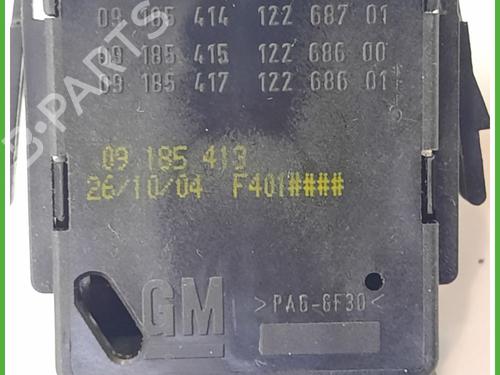 09 185 414 122 687 01
09 185 415 122 686 00
09 185 417 122 686 01
09 185 413
26/10/04 F401####
GM
>PA6-GF30<
B-PARTS